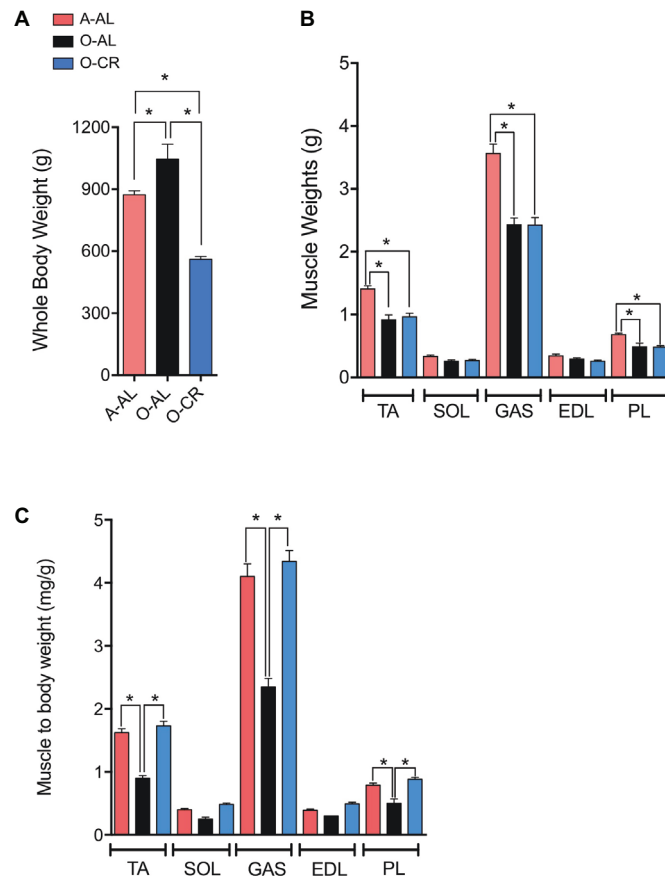 A
A-AL
O-AL
O-CR
*
* *
Whole Body Weight (g)
1200
900
600
300
0
A-AL O-AL O-CR
B
Muscle Weights (g)
5
4
3
2
1
0
*
*
*
*
*
*
TA SOL GAS EDL PL
C
Muscle to body weight (mg/g)
5
4
3
2
1
0
* *
* *
* *
TA SOL GAS EDL PL